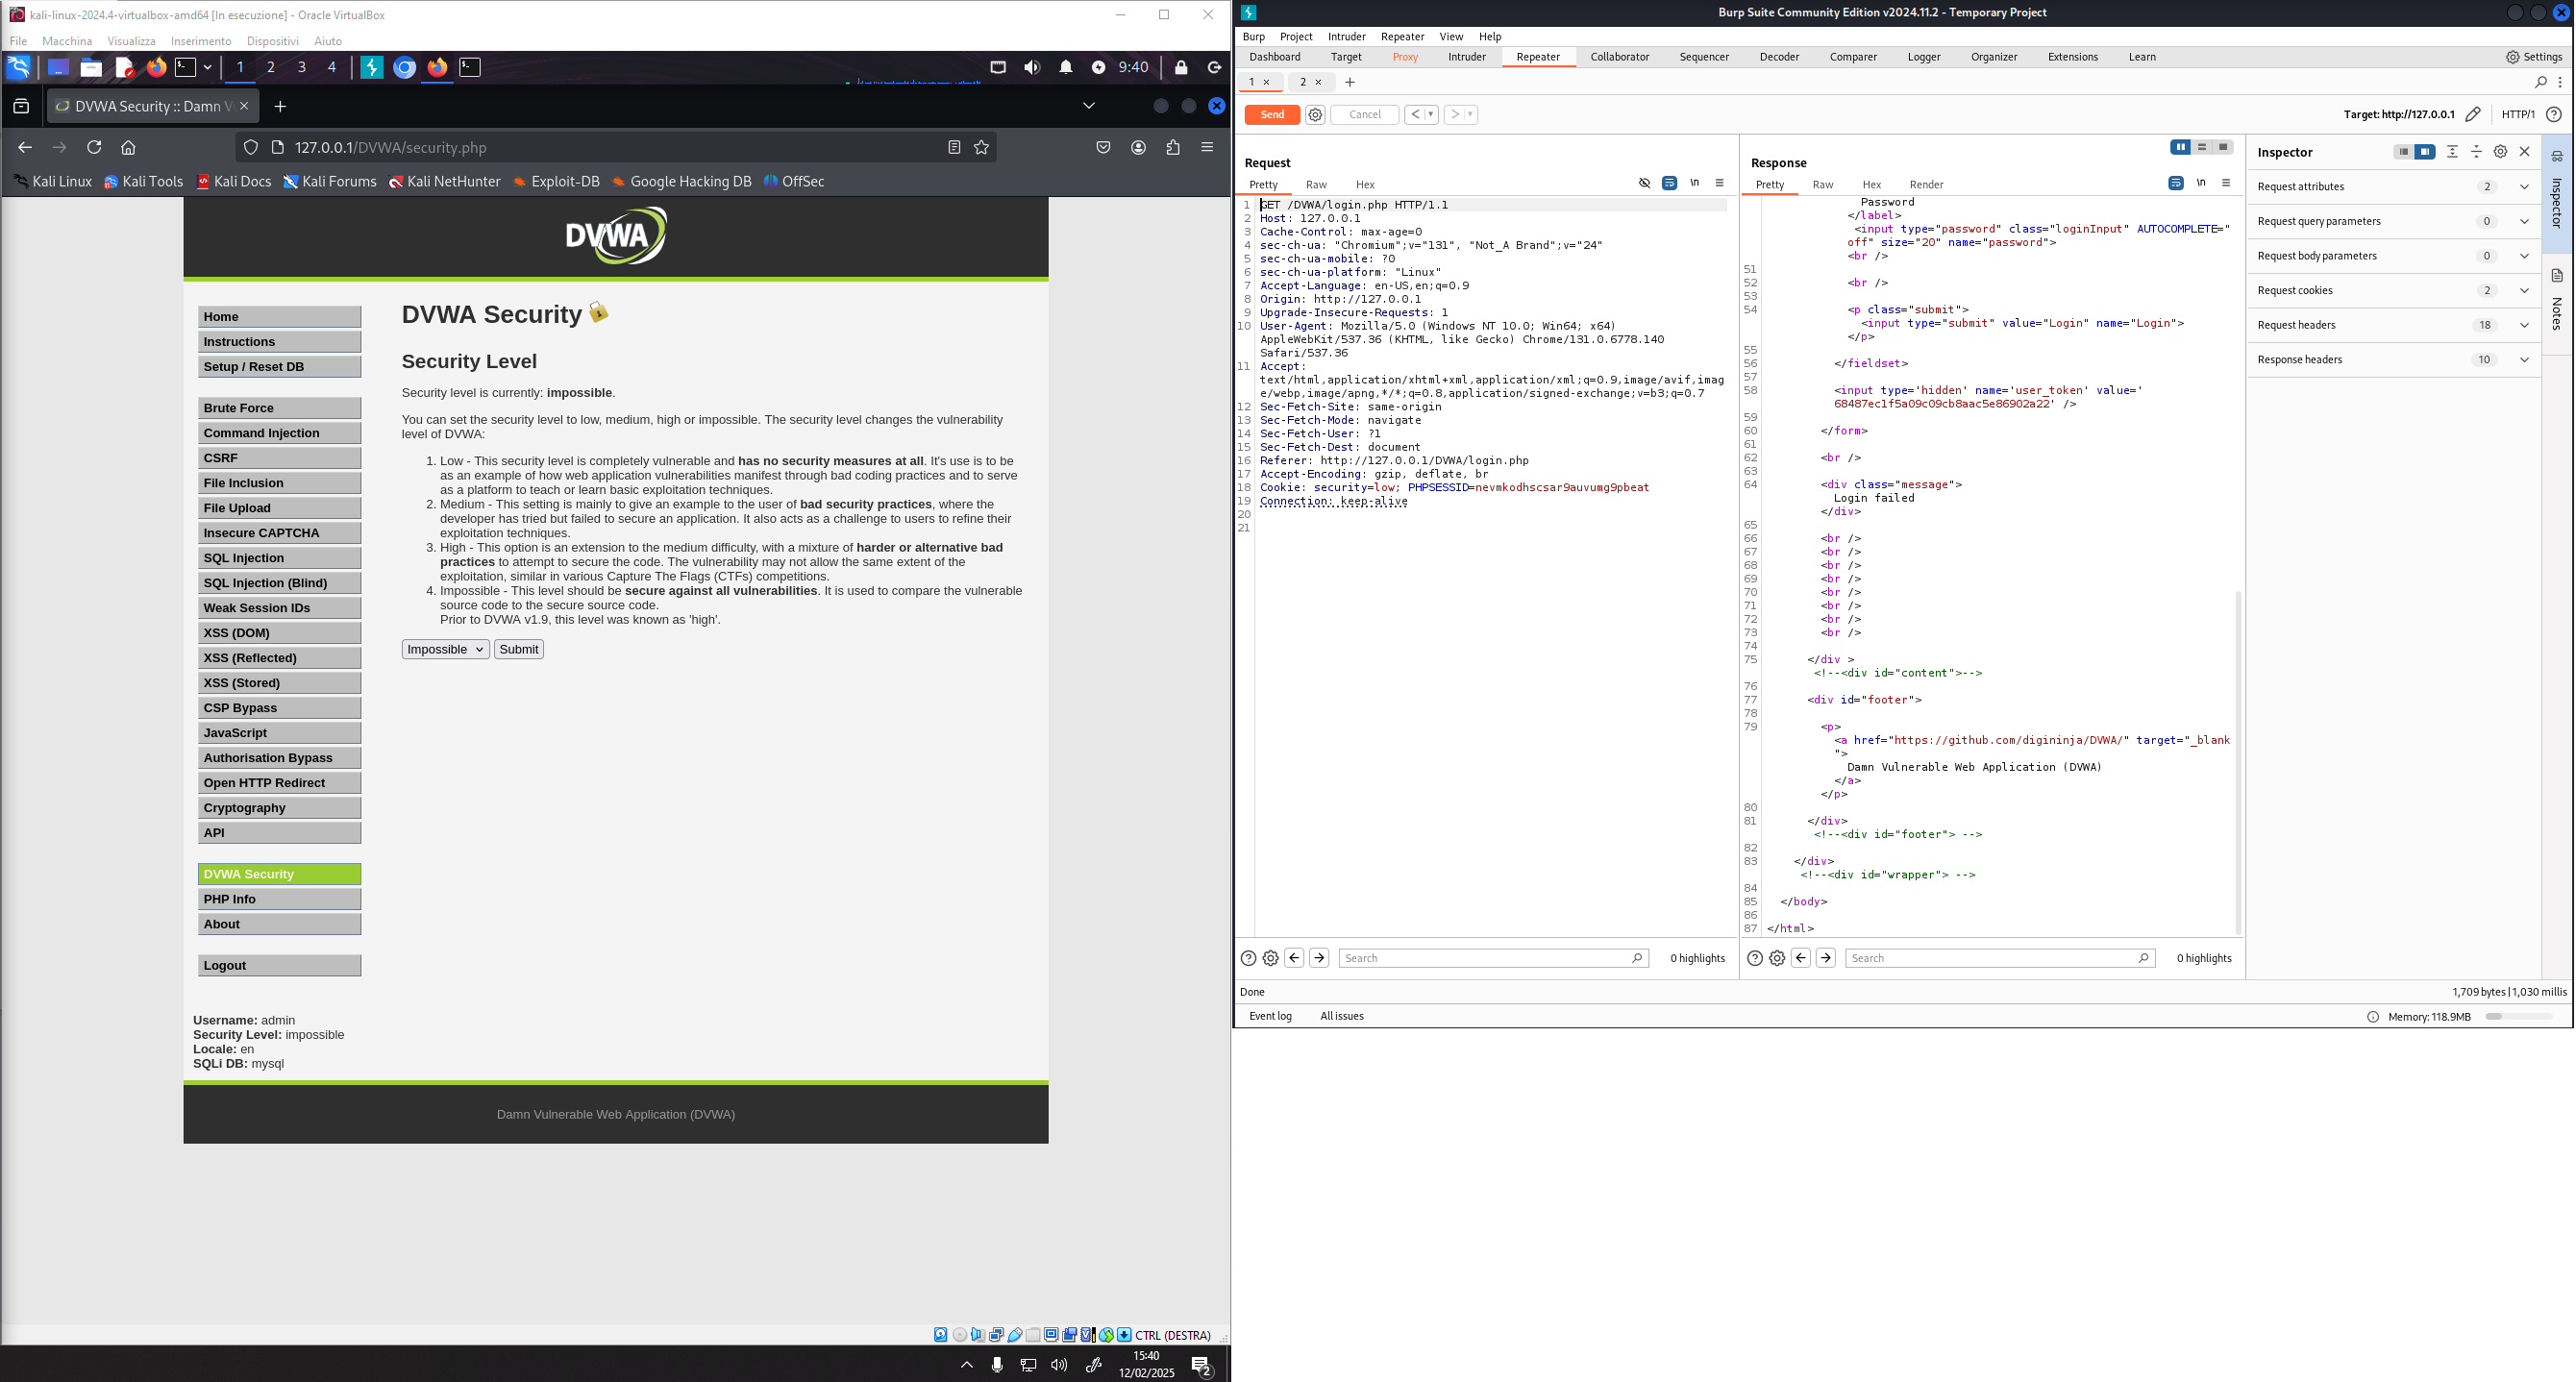 kali-linux-2024.4-virtualbox-amd64 [In esecuzione] - Oracle VirtualBox
File Macchina Visualizza Inserimento Dispositivi Aiuto
1 2 3 4 9:40
DVWA Security :: Damn Vu
127.0.0.1/DVWA/security.php
Kali Linux Kali Tools Kali Docs Kali Forums Kali NetHunter Exploit-DB Google Hacking DB OffSec
DVWA
Home
Instructions
Setup / Reset DB
Brute Force
Command Injection
CSRF
File Inclusion
File Upload
Insecure CAPTCHA
SQL Injection
SQL Injection (Blind)
Weak Session IDs
XSS (DOM)
XSS (Reflected)
XSS (Stored)
CSP Bypass
JavaScript
Authorisation Bypass
Open HTTP Redirect
Cryptography
API
DVWA Security
PHP Info
About
Logout
DVWA Security
Security Level
Security level is currently: impossible.
You can set the security level to low, medium, high or impossible. The security level changes the vulnerability
level of DVWA:
1. Low - This security level is completely vulnerable and has no security measures at all. It's use is to be
as an example of how web application vulnerabilities manifest through bad coding practices and to serve
as a platform to teach or learn basic exploitation techniques.
2. Medium - This setting is mainly to give an example to the user of bad security practices, where the
developer has tried but failed to secure an application. It also acts as a challenge to users to refine their
exploitation techniques.
3. High - This option is an extension to the medium difficulty, with a mixture of harder or alternative bad
practices to attempt to secure the code. The vulnerability may not allow the same extent of the
exploitation, similar in various Capture The Flags (CTFs) competitions.
4. Impossible - This level should be secure against all vulnerabilities. It is used to compare the vulnerable
source code to the secure source code.
Prior to DVWA v1.9, this level was known as 'high'.
Impossible Submit
Username: admin
Security Level: impossible
Locale: en
SQLi DB: mysql
Damn Vulnerable Web Application (DVWA)
CTRL (DESTRA)
15:40
12/02/2025
2
Burp Suite Community Edition v2024.11.2 - Temporary Project
Burp Project Intruder Repeater View Help
Dashboard Target Proxy Intruder Repeater Collaborator Sequencer Decoder Comparer Logger Organizer Extensions Learn Settings
1 × 2 × +
Send Cancel < > Target: http://127.0.0.1 HTTP/1
Request
Pretty Raw Hex \n
1 GET /DVWA/login.php HTTP/1.1
2 Host: 127.0.0.1
3 Cache-Control: max-age=0
4 sec-ch-ua: "Chromium";v="131", "Not_A Brand";v="24"
5 sec-ch-ua-mobile: ?0
6 sec-ch-ua-platform: "Linux"
7 Accept-Language: en-US,en;q=0.9
8 Origin: http://127.0.0.1
9 Upgrade-Insecure-Requests: 1
10 User-Agent: Mozilla/5.0 (Windows NT 10.0; Win64; x64)
AppleWebKit/537.36 (KHTML, like Gecko) Chrome/131.0.6778.140
Safari/537.36
11 Accept:
text/html,application/xhtml+xml,application/xml;q=0.9,image/avif,imag
e/webp,image/apng,*/*;q=0.8,application/signed-exchange;v=b3;q=0.7
12 Sec-Fetch-Site: same-origin
13 Sec-Fetch-Mode: navigate
14 Sec-Fetch-User: ?1
15 Sec-Fetch-Dest: document
16 Referer: http://127.0.0.1/DVWA/login.php
17 Accept-Encoding: gzip, deflate, br
18 Cookie: security=low; PHPSESSID=nevmkodhscsar9auvumg9pbeat
19 Connection: keep-alive
20
21
Search 0 highlights
Response
Pretty Raw Hex Render \n
Password
</label>
<input type="password" class="loginInput" AUTOCOMPLETE="
off" size="20" name="password">
<br />
51
52 <br />
53
54 <p class="submit">
<input type="submit" value="Login" name="Login">
</p>
55
56 </fieldset>
57
58 <input type='hidden' name='user_token' value='
68487ec1f5a09c09cb8aac5e86902a22' />
59
60 </form>
61
62 <br />
63
64 <div class="message">
Login failed
</div>
65
66 <br />
67 <br />
68 <br />
69 <br />
70 <br />
71 <br />
72 <br />
73 <br />
74
75 </div >
<!--<div id="content">-->
76
77 <div id="footer">
78
79 <p>
<a href="https://github.com/digininja/DVWA/" target="_blank
">
Damn Vulnerable Web Application (DVWA)
</a>
</p>
80
81 </div>
<!--<div id="footer"> -->
82
83 </div>
<!--<div id="wrapper"> -->
84
85 </body>
86
87 </html>
Search 0 highlights
Inspector
Request attributes 2
Request query parameters 0
Request body parameters 0
Request cookies 2
Request headers 18
Response headers 10
Inspector
Notes
Done 1,709 bytes | 1,030 millis
Event log All issues Memory: 118.9MB